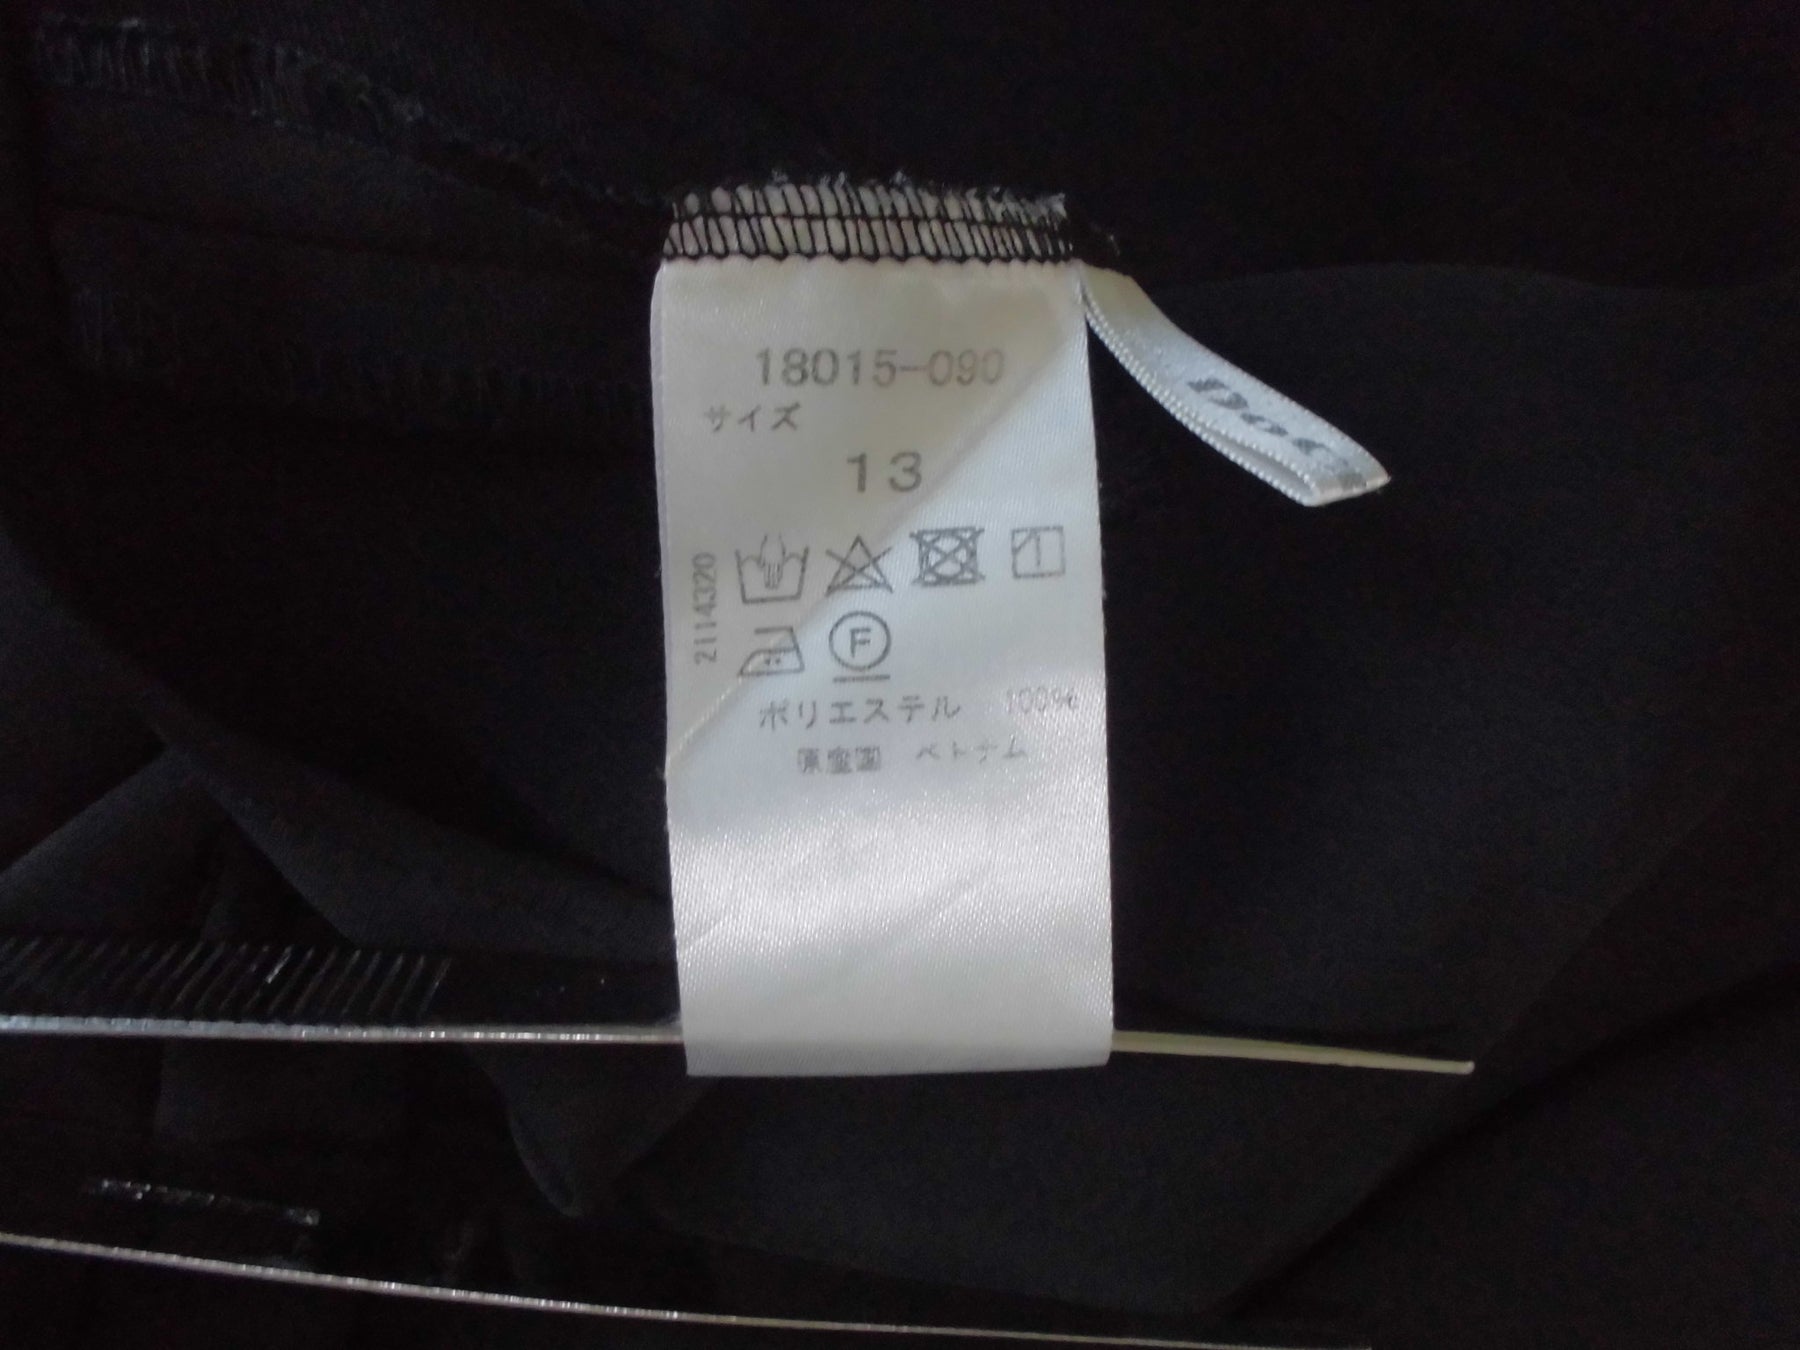 18015-090
サイズ
13
2114320
F
ポリエステル 100%
原産国 ベトナム